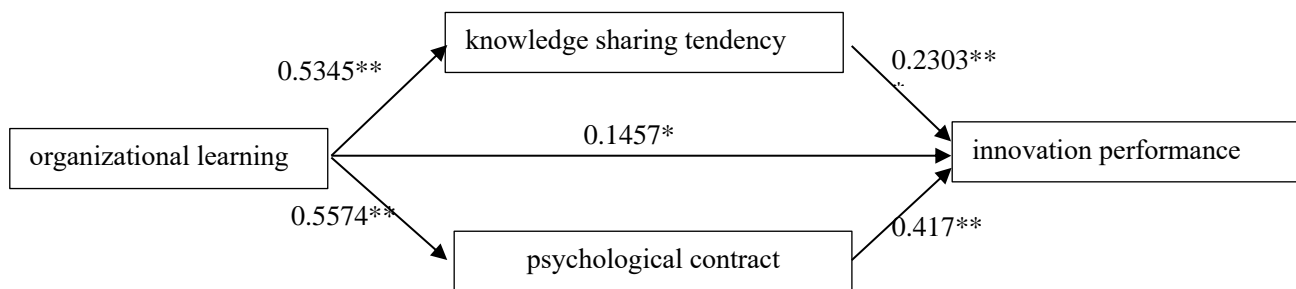 knowledge sharing tendency
0.5345**
0.2303**
0.1457*
organizational learning
innovation performance
0.5574**
0.417**
psychological contract